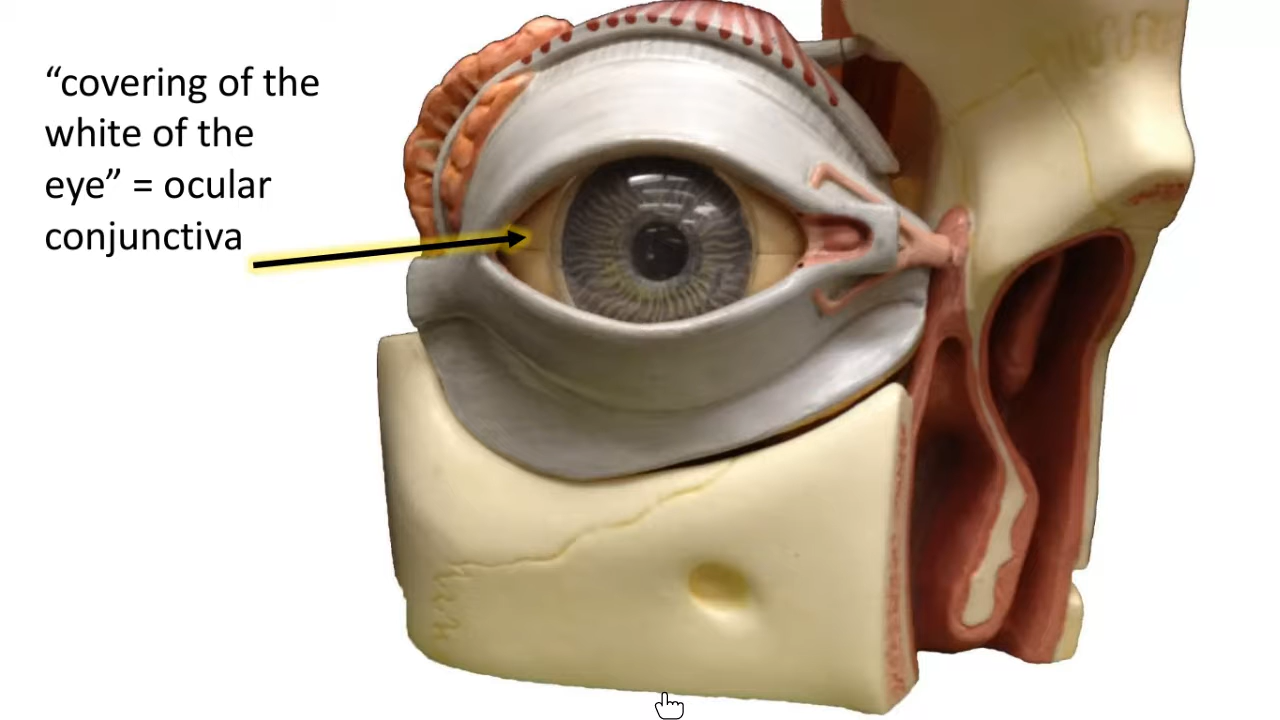 “covering of the
white of the
eye” = ocular
conjunctiva